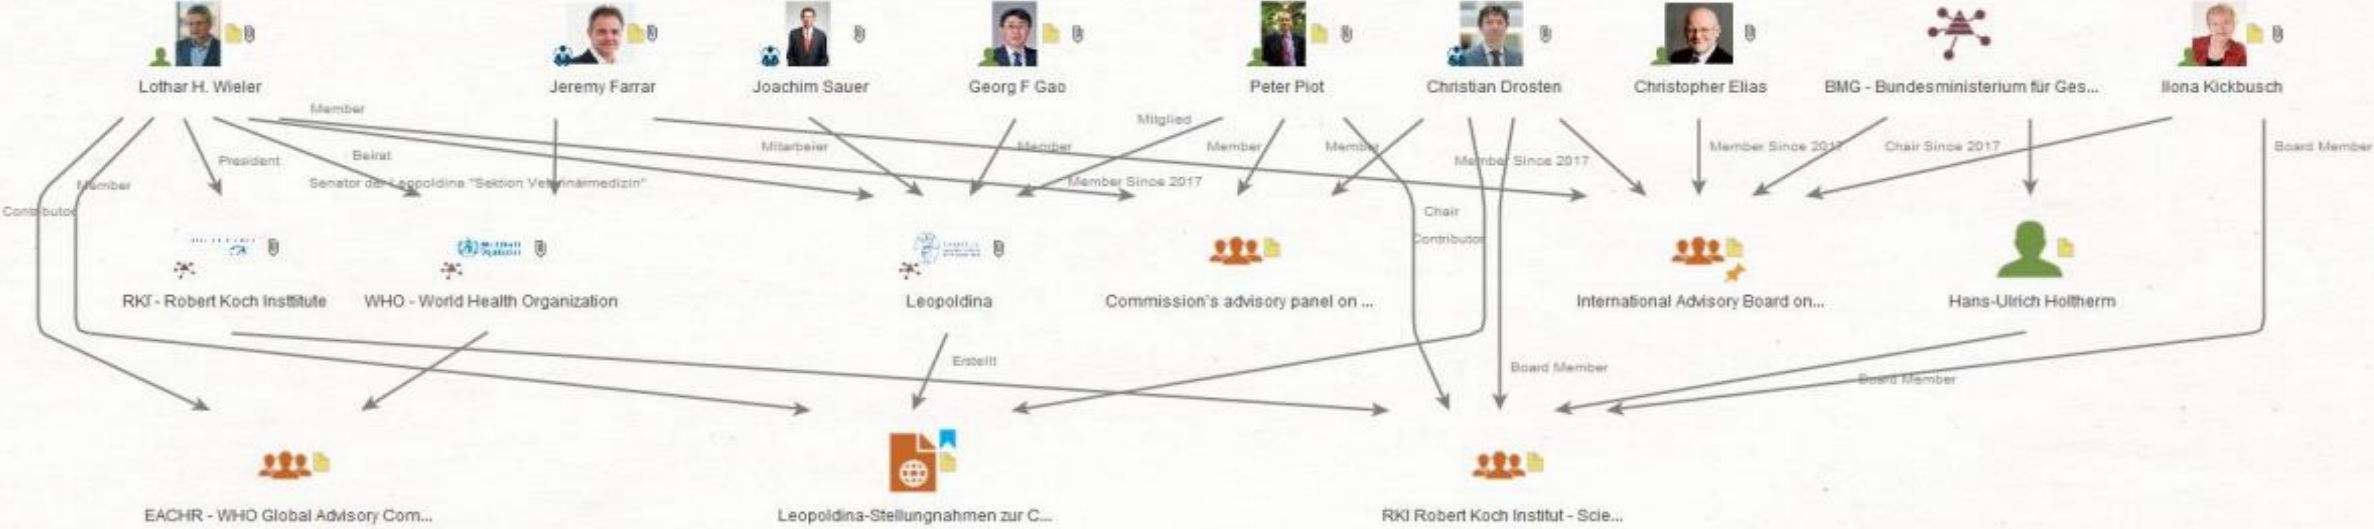 Lothar H. Wieler
Jeremy Farrar
Joachim Sauer
Georg F Gao
Peter Piot
Christian Drosten
Christopher Elias
BMG - Bundesministerium für Ges...
Ilona Kickbusch
Member
Mitglied
President
Beirat
Mitarbeier
Member
Member
Member
Member Since 2017
Member Since 2017
Chair Since 2017
Board Member
Member
Senator der Leopoldina "Sektion Veterinärmedizin"
Member Since 2017
Contributor
Chair
Contributor
RKI - Robert Koch Insttitute
WHO - World Health Organization
Leopoldina
Commission's advisory panel on ...
International Advisory Board on...
Hans-Ulrich Holtherm
Erstellt
Board Member
Board Member
EACHR - WHO Global Advisory Com...
Leopoldina-Stellungnahmen zur C...
RKI Robert Koch Institut - Scie...